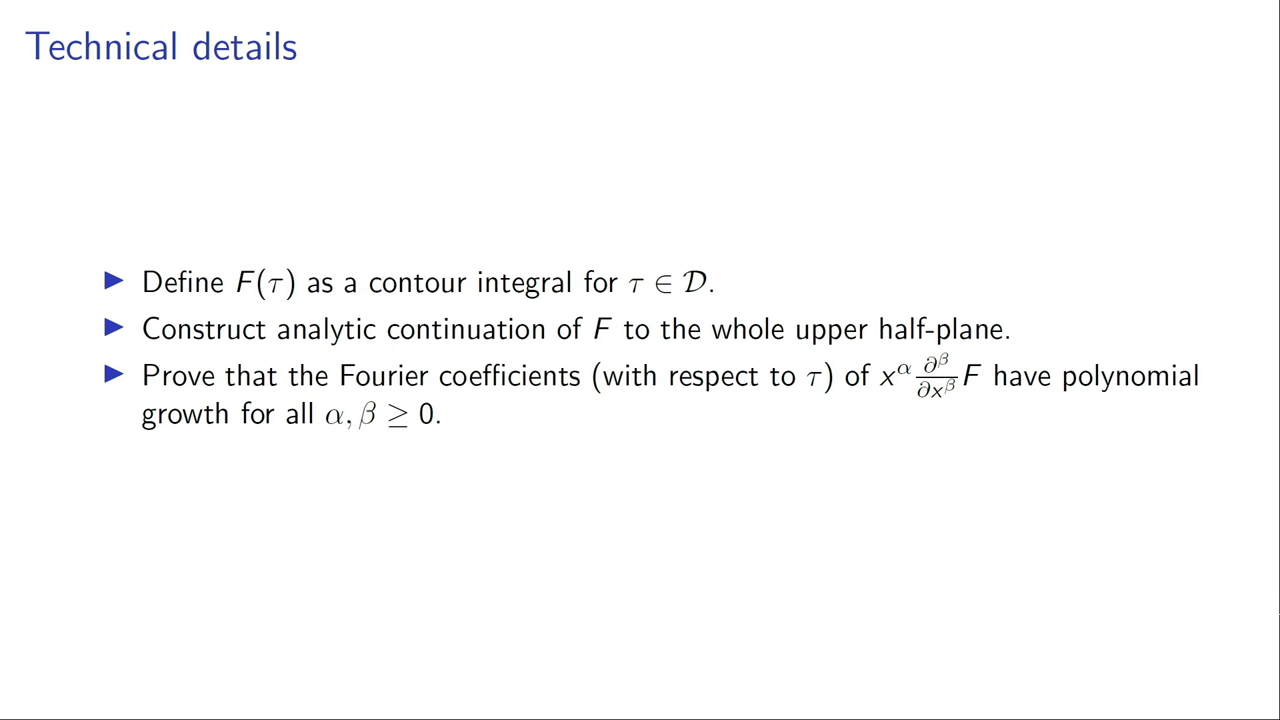 Technical details
▶ Define F(τ) as a contour integral for τ ∈ 𝒟.
▶ Construct analytic continuation of F to the whole upper half-plane.
▶ Prove that the Fourier coefficients (with respect to τ) of x^α ∂^β/∂x^β F have polynomial
growth for all α, β ≥ 0.